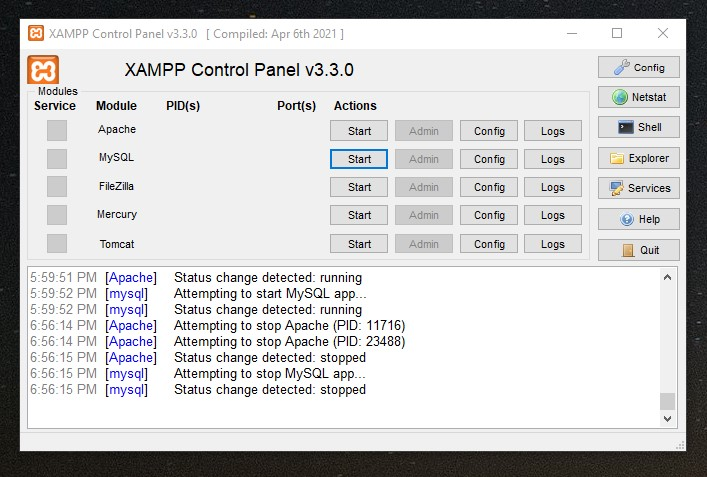 XAMPP Control Panel v3.3.0 [ Compiled: Apr 6th 2021 ]
XAMPP Control Panel v3.3.0
Config
Modules
Service Module PID(s) Port(s) Actions
Netstat
Apache Start Admin Config Logs
Shell
MySQL Start Admin Config Logs
Explorer
FileZilla Start Admin Config Logs
Services
Mercury Start Admin Config Logs
Help
Tomcat Start Admin Config Logs
Quit
5:59:51 PM [Apache] Status change detected: running
5:59:52 PM [mysql] Attempting to start MySQL app...
5:59:52 PM [mysql] Status change detected: running
6:56:14 PM [Apache] Attempting to stop Apache (PID: 11716)
6:56:14 PM [Apache] Attempting to stop Apache (PID: 23488)
6:56:15 PM [Apache] Status change detected: stopped
6:56:15 PM [mysql] Attempting to stop MySQL app...
6:56:15 PM [mysql] Status change detected: stopped